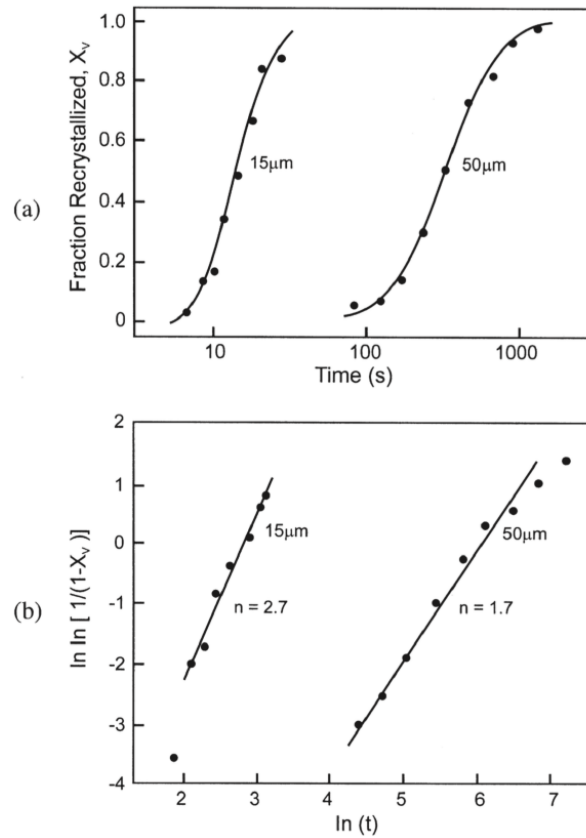 (a)
Fraction Recrystallized, Xᵥ
1.0
0.8
0.6
0.4
0.2
0
15μm
50μm
10
100
1000
Time (s)
(b)
ln ln [ 1/(1-Xᵥ )]
2
1
0
-1
-2
-3
-4
15μm
n = 2.7
50μm
n = 1.7
2
3
4
5
6
7
ln (t)